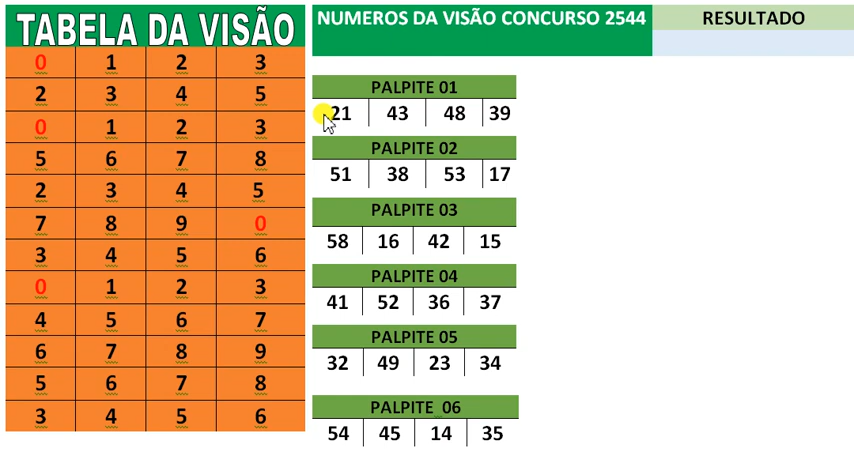 TABELA DA VISÃO
0 1 2 3
2 3 4 5
0 1 2 3
5 6 7 8
2 3 4 5
7 8 9 0
3 4 5 6
0 1 2 3
4 5 6 7
6 7 8 9
5 6 7 8
3 4 5 6
NUMEROS DA VISÃO CONCURSO 2544
RESULTADO
PALPITE 01
21 43 48 39
PALPITE 02
51 38 53 17
PALPITE 03
58 16 42 15
PALPITE 04
41 52 36 37
PALPITE 05
32 49 23 34
PALPITE 06
54 45 14 35